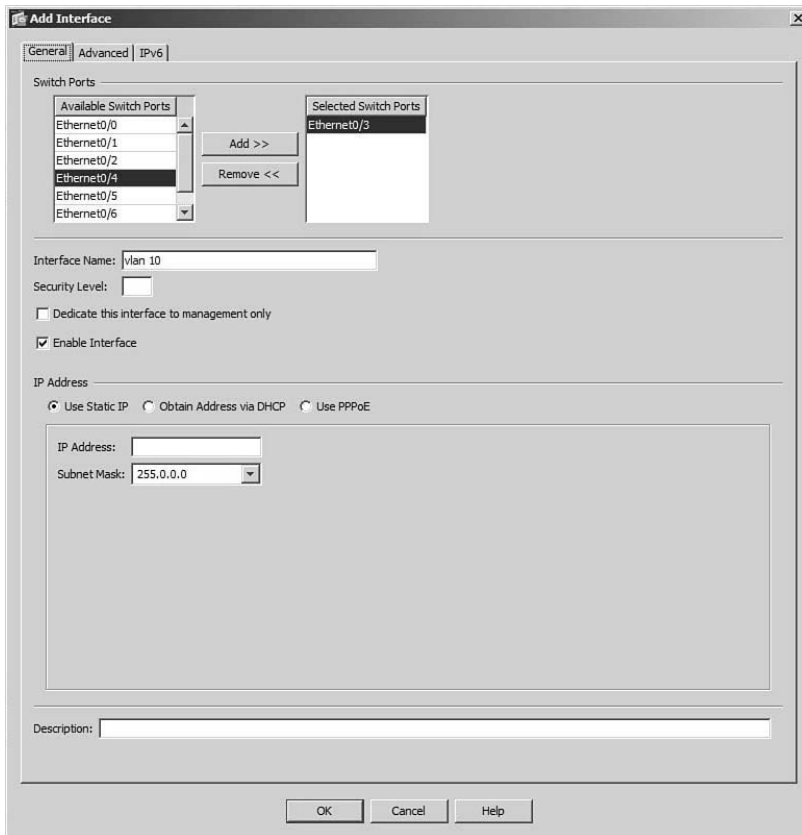 Add Interface
General Advanced IPv6
Switch Ports
Available Switch Ports
Ethernet0/0
Ethernet0/1
Ethernet0/2
Ethernet0/4
Ethernet0/5
Ethernet0/6
Add >>
Remove <<
Selected Switch Ports
Ethernet0/3
Interface Name: vlan 10
Security Level:
Dedicate this interface to management only
Enable Interface
IP Address
Use Static IP Obtain Address via DHCP Use PPPoE
IP Address:
Subnet Mask: 255.0.0.0
Description:
OK Cancel Help